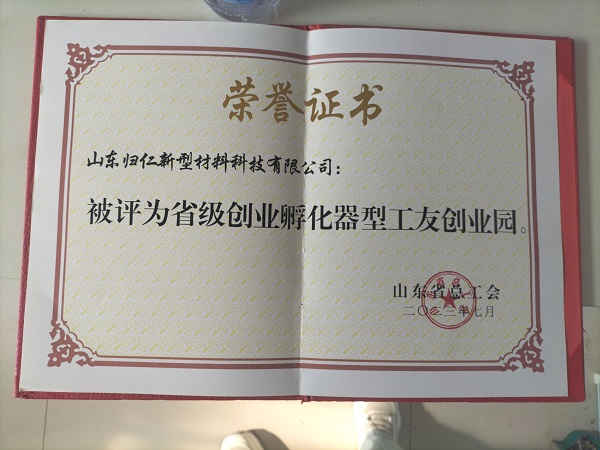 荣誉证书
山东归仁新型材料科技有限公司：
被评为省级创业孵化器型工友创业园。
山东省总工会
二〇二二年七月